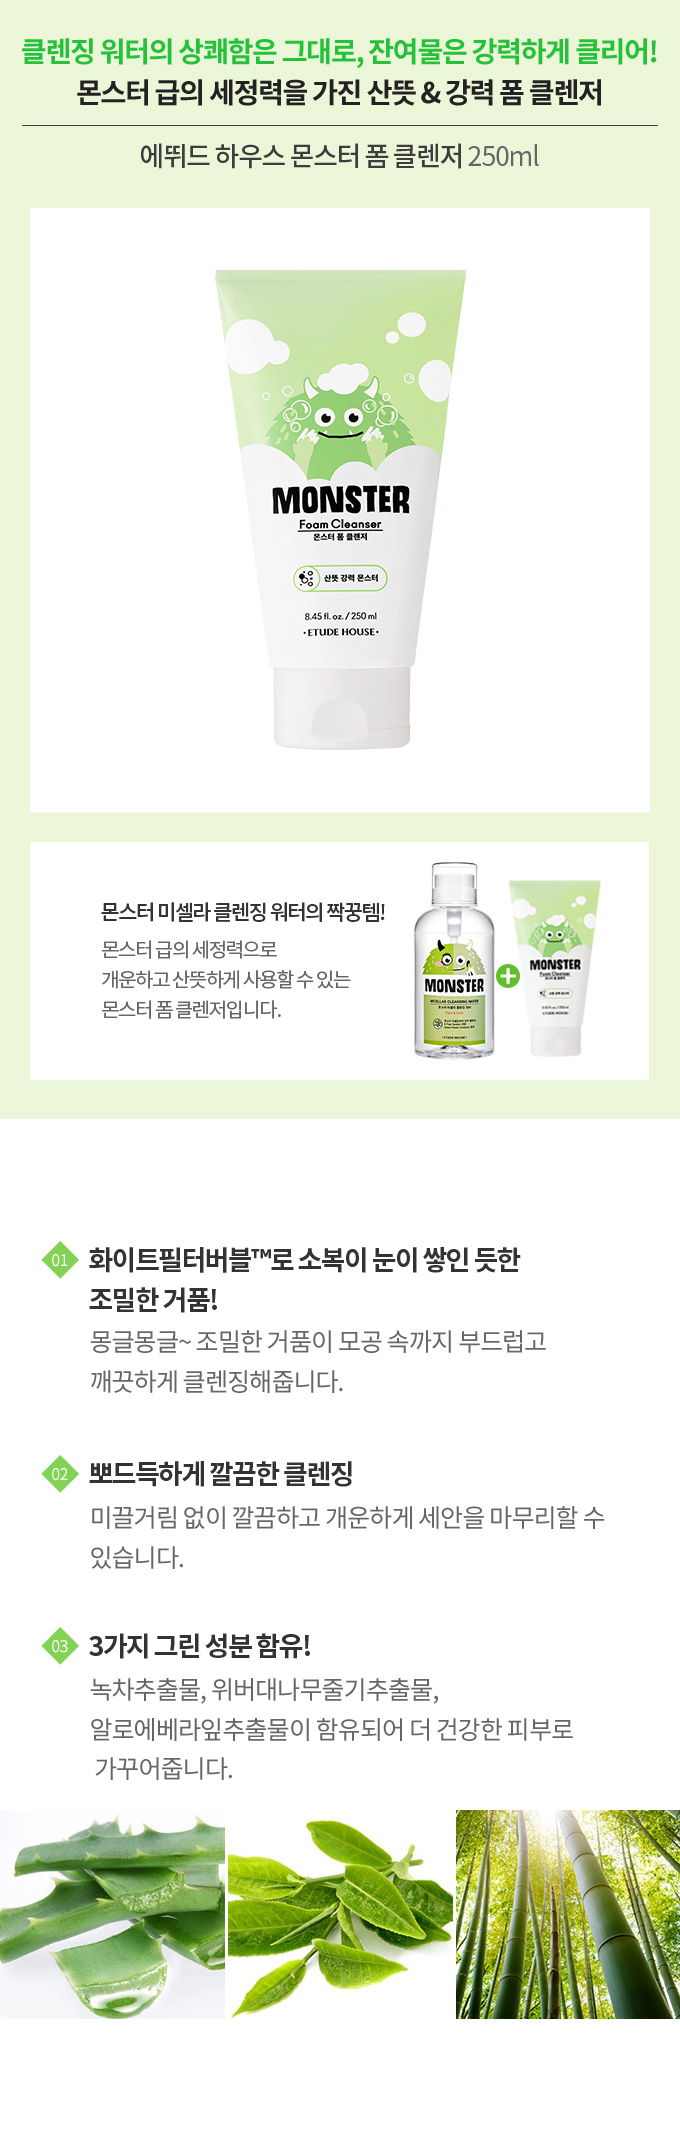 클렌징 워터의 상쾌함은 그대로, 잔여물은 강력하게 클리어!
몬스터 급의 세정력을 가진 산뜻 & 강력 폼 클렌저
에뛰드 하우스 몬스터 폼 클렌저 250ml
MONSTER
Foam Cleanser
몬스터 폼 클렌저
산뜻 강력 몬스터
8.45 fl. oz. / 250 ml
·ETUDE HOUSE·
몬스터 미셀라 클렌징 워터의 짝꿍템!
몬스터 급의 세정력으로
개운하고 산뜻하게 사용할 수 있는
몬스터 폼 클렌저입니다.
MONSTER
MICELLAR CLEANSING WATER
·ETUDE HOUSE·
MONSTER
Foam Cleanser
·ETUDE HOUSE·
01 화이트필터버블™로 소복이 눈이 쌓인 듯한
조밀한 거품!
몽글몽글~ 조밀한 거품이 모공 속까지 부드럽고
깨끗하게 클렌징해줍니다.
02 뽀드득하게 깔끔한 클렌징
미끌거림 없이 깔끔하고 개운하게 세안을 마무리할 수
있습니다.
03 3가지 그린 성분 함유!
녹차추출물, 위버대나무줄기추출물,
알로에베라잎추출물이 함유되어 더 건강한 피부로
가꾸어줍니다.